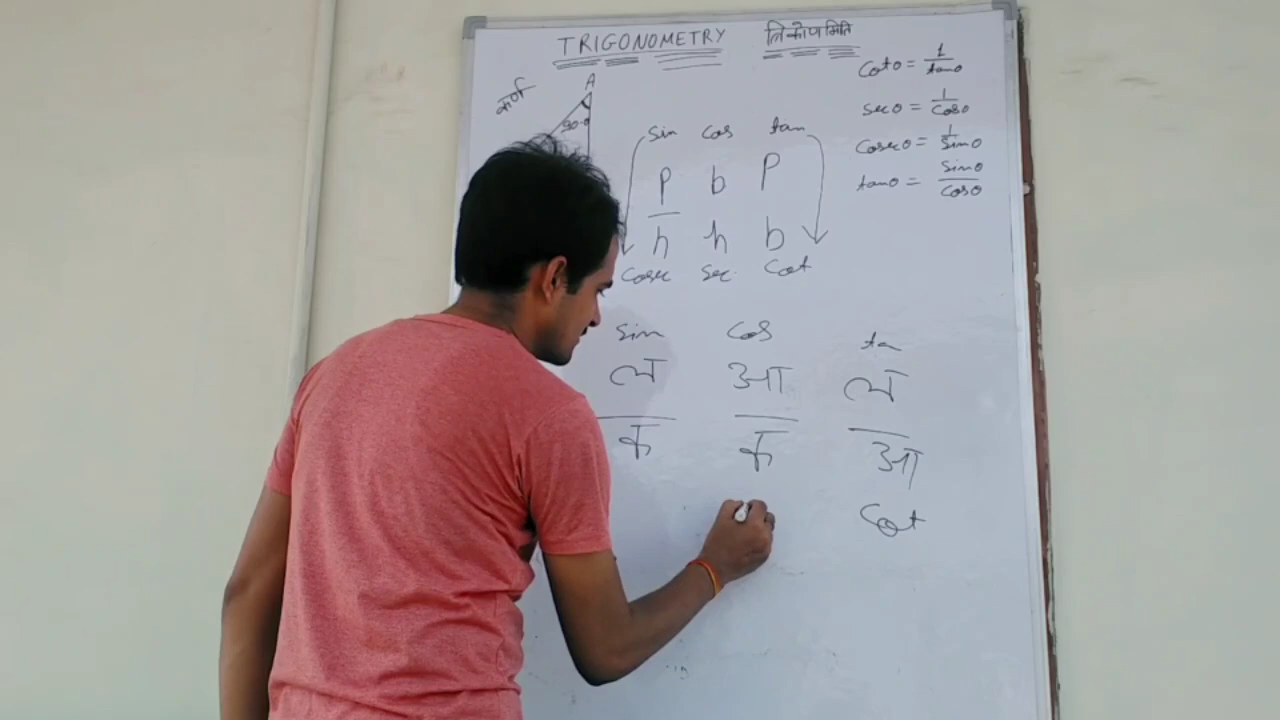 TRIGONOMETRY त्रिकोणमिति
cotθ = 1/tanθ
secθ = 1/cosθ
cosecθ = 1/sinθ
tanθ = sinθ/cosθ
कर्ण
A
90-θ
sin cos tan
P b P
h h b
cosec sec cot
sin cos tan
ल आ ल
क क आ
cot